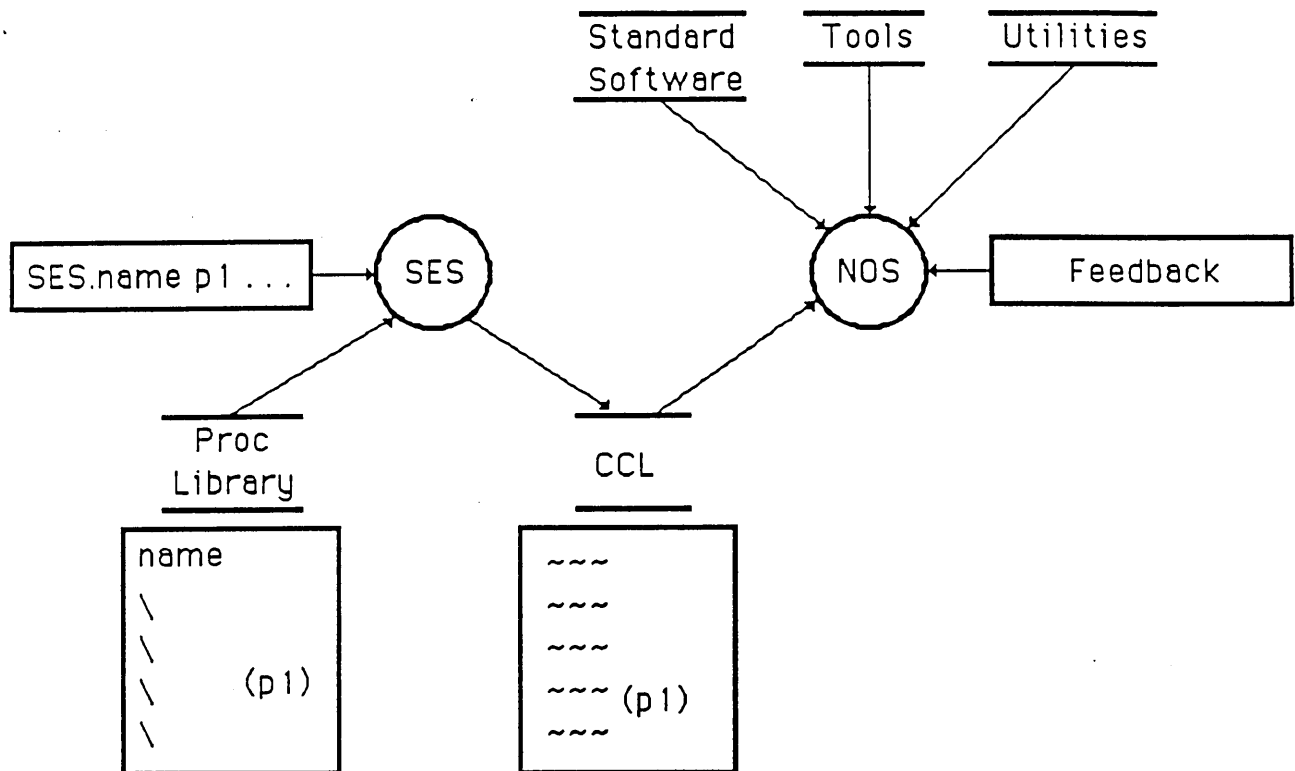 Standard
Software
Tools
Utilities
SES.name p1 ...
SES
NOS
Feedback
Proc
Library
CCL
name
\
\
\
(p1)
\
\
~~~
~~~
~~~
~~~ (p1)
~~~